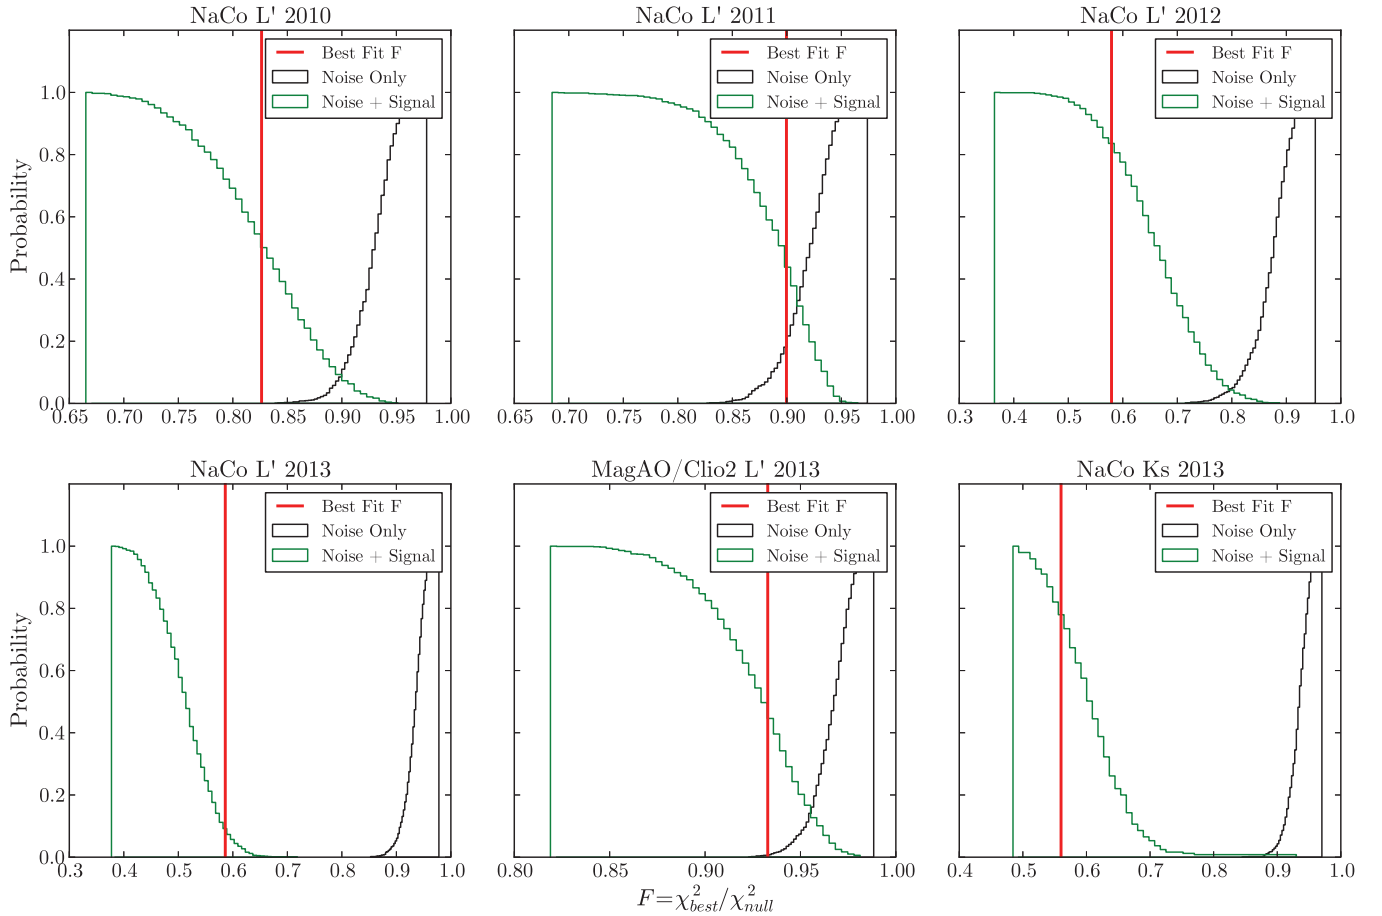 NaCo L' 2010
NaCo L' 2011
NaCo L' 2012
Best Fit F
Noise Only
Noise + Signal
Best Fit F
Noise Only
Noise + Signal
Best Fit F
Noise Only
Noise + Signal
Probability
1.0
0.8
0.6
0.4
0.2
0.0
0.65 0.70 0.75 0.80 0.85 0.90 0.95 1.00
0.65 0.70 0.75 0.80 0.85 0.90 0.95 1.00
0.3 0.4 0.5 0.6 0.7 0.8 0.9 1.0
NaCo L' 2013
MagAO/Clio2 L' 2013
NaCo Ks 2013
Best Fit F
Noise Only
Noise + Signal
Best Fit F
Noise Only
Noise + Signal
Best Fit F
Noise Only
Noise + Signal
Probability
1.0
0.8
0.6
0.4
0.2
0.0
0.3 0.4 0.5 0.6 0.7 0.8 0.9 1.0
0.80 0.85 0.90 0.95 1.00
0.4 0.5 0.6 0.7 0.8 0.9 1.0
F=χ²best/χ²null